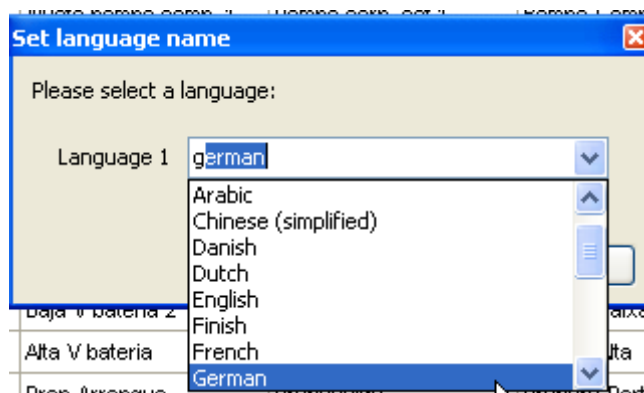 Set language name
Please select a language:
Language 1 german
Arabic
Chinese (simplified)
Danish
Dutch
English
Finish
French
German
Baja V bateria 2
Alta V bateria